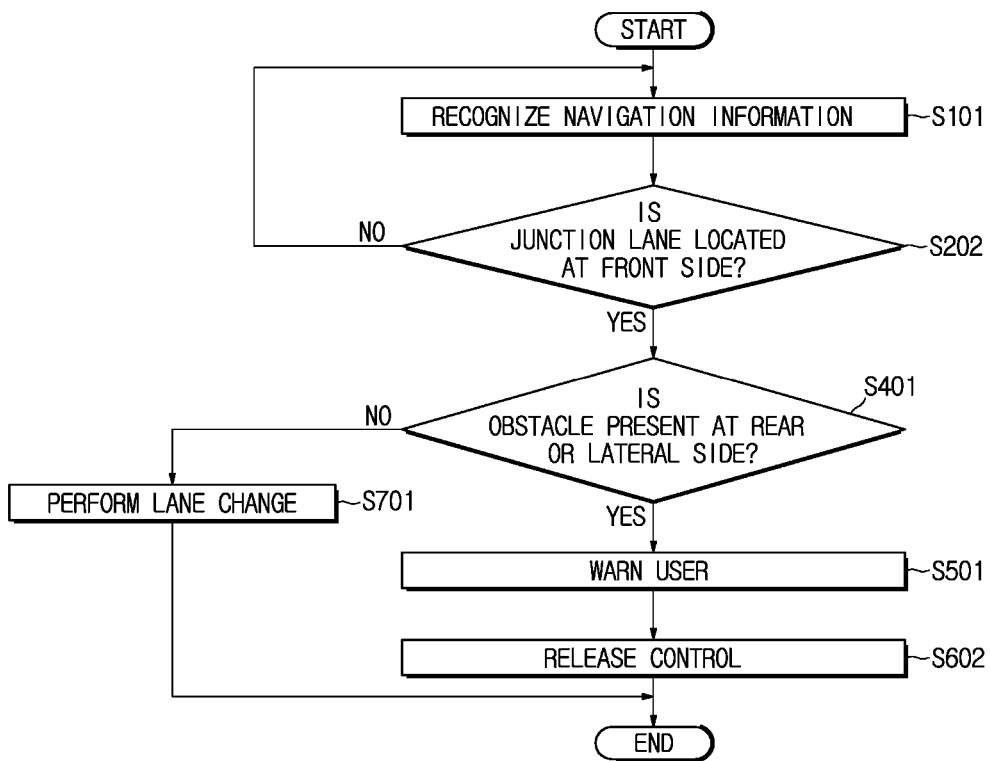 START
RECOGNIZE NAVIGATION INFORMATION
S101
IS
JUNCTION LANE LOCATED
AT FRONT SIDE?
S202
NO
YES
IS
OBSTACLE PRESENT AT REAR
OR LATERAL SIDE?
S401
NO
PERFORM LANE CHANGE
S701
YES
WARN USER
S501
RELEASE CONTROL
S602
END